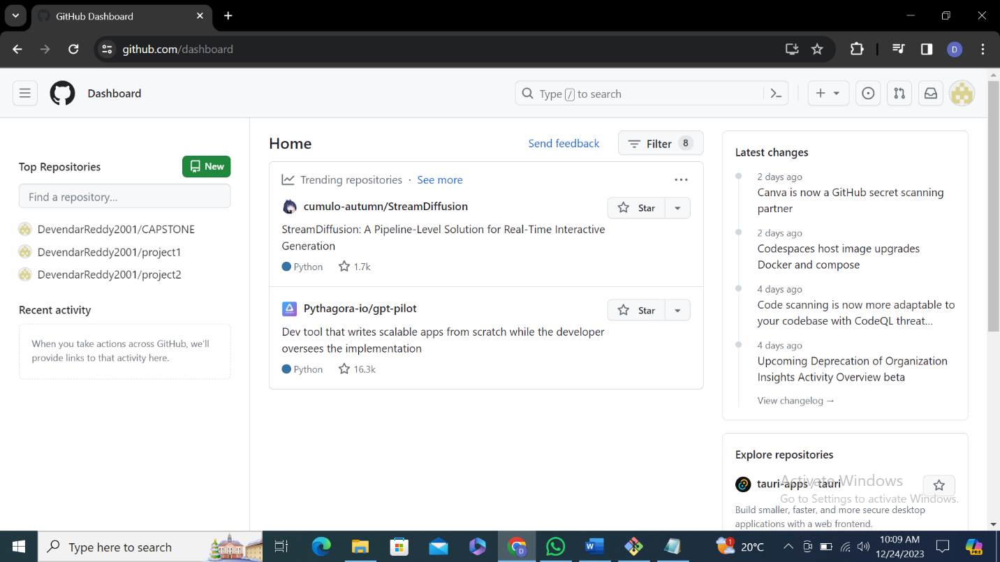 GitHub Dashboard
github.com/dashboard
D
Dashboard
Type / to search
Top Repositories
New
Find a repository...
DevendarReddy2001/CAPSTONE
DevendarReddy2001/project1
DevendarReddy2001/project2
Recent activity
When you take actions across GitHub, we'll
provide links to that activity here.
Home
Send feedback
Filter 8
Trending repositories · See more
cumulo-autumn/StreamDiffusion
Star
StreamDiffusion: A Pipeline-Level Solution for Real-Time Interactive
Generation
Python 1.7k
Pythagora-io/gpt-pilot
Star
Dev tool that writes scalable apps from scratch while the developer
oversees the implementation
Python 16.3k
Latest changes
2 days ago
Canva is now a GitHub secret scanning
partner
2 days ago
Codespaces host image upgrades
Docker and compose
4 days ago
Code scanning is now more adaptable to
your codebase with CodeQL threat...
4 days ago
Upcoming Deprecation of Organization
Insights Activity Overview beta
View changelog →
Explore repositories
tauri-apps / tauri
Build smaller, faster, and more secure desktop
applications with a web frontend.
Activate Windows
Go to Settings to activate Windows.
Type here to search
D
W
1
20°C
10:09 AM
12/24/2023
PRE